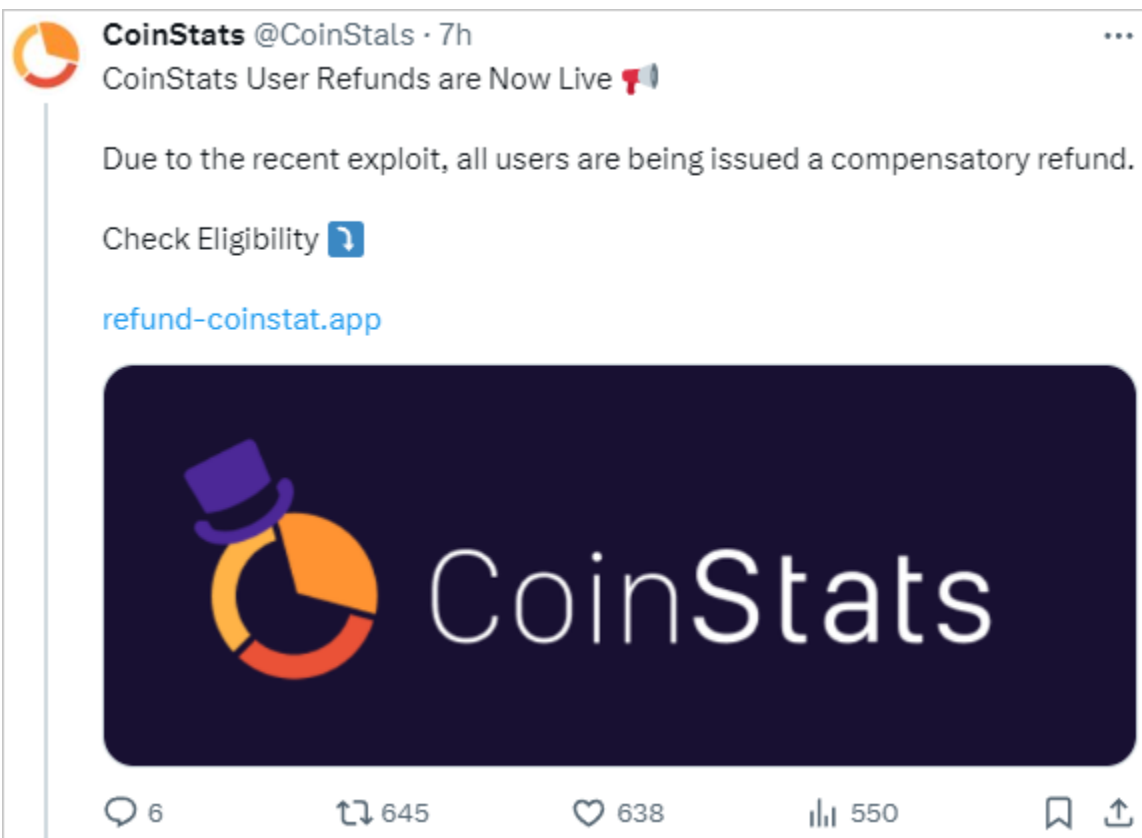 CoinStats @CoinStals · 7h
CoinStats User Refunds are Now Live 📢
Due to the recent exploit, all users are being issued a compensatory refund.
Check Eligibility ⤵️
refund-coinstat.app
CoinStats
6 645 638 550